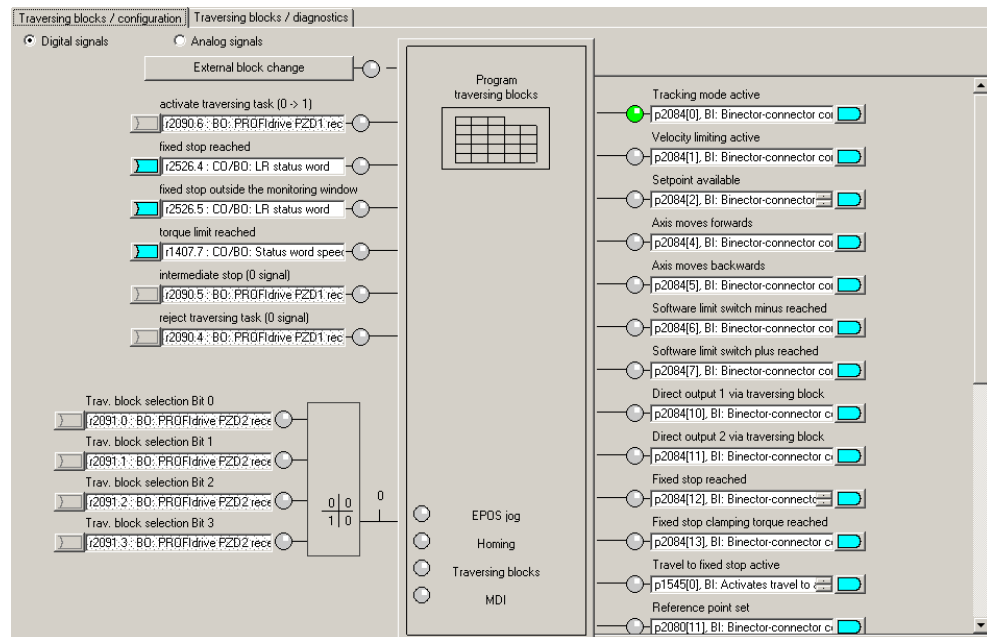 Traversing blocks / configuration
Traversing blocks / diagnostics
Digital signals
Analog signals
External block change
activate traversing task (0 -> 1)
r2090.6 : BO: PROFIdrive PZD1 rec
fixed stop reached
r2526.4 : CO/BO: LR status word
fixed stop outside the monitoring window
r2526.5 : CO/BO: LR status word
torque limit reached
r1407.7 : CO/BO: Status word speed
intermediate stop (0 signal)
r2090.5 : BO: PROFIdrive PZD1 rec
reject traversing task (0 signal)
r2090.4 : BO: PROFIdrive PZD1 rec
Trav. block selection Bit 0
r2091.0 : BO: PROFIdrive PZD2 rece
Trav. block selection Bit 1
r2091.1 : BO: PROFIdrive PZD2 rece
Trav. block selection Bit 2
r2091.2 : BO: PROFIdrive PZD2 rece
Trav. block selection Bit 3
r2091.3 : BO: PROFIdrive PZD2 rece
0 0
1 0
0
Program
traversing blocks
EPOS jog
Homing
Traversing blocks
MDI
Tracking mode active
p2084[0], BI: Binector-connector co
Velocity limiting active
p2084[1], BI: Binector-connector co
Setpoint available
p2084[2], BI: Binector-connector
Axis moves forwards
p2084[4], BI: Binector-connector co
Axis moves backwards
p2084[5], BI: Binector-connector co
Software limit switch minus reached
p2084[6], BI: Binector-connector co
Software limit switch plus reached
p2084[7], BI: Binector-connector co
Direct output 1 via traversing block
p2084[10], BI: Binector-connector c
Direct output 2 via traversing block
p2084[11], BI: Binector-connector c
Fixed stop reached
p2084[12], BI: Binector-connecto
Fixed stop clamping torque reached
p2084[13], BI: Binector-connector c
Travel to fixed stop active
p1545[0], BI: Activates travel to
Reference point set
p2080[11], BI: Binector-connector c